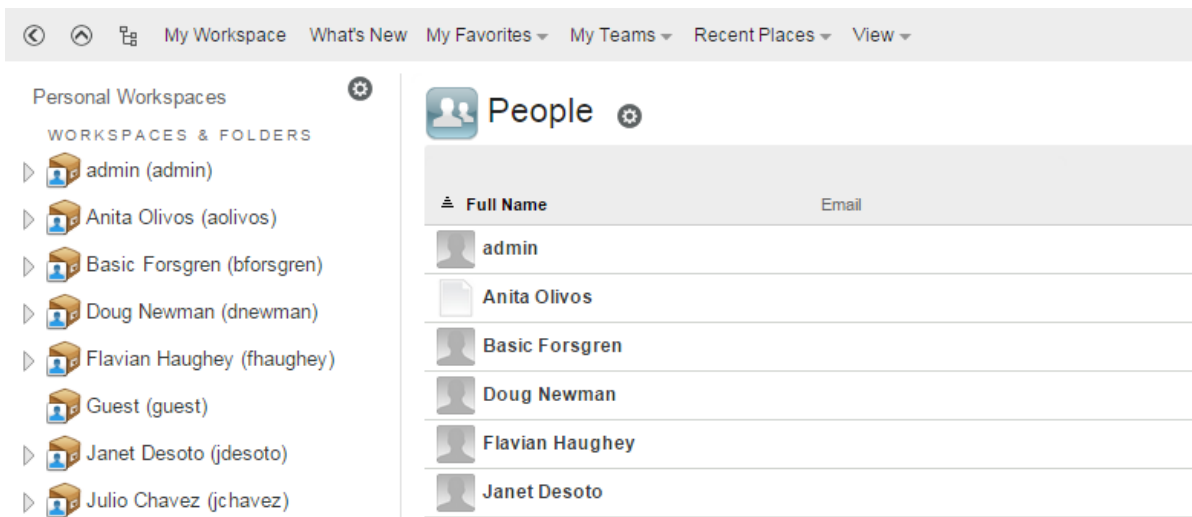 My Workspace What's New My Favorites My Teams Recent Places View
Personal Workspaces
WORKSPACES & FOLDERS
admin (admin)
Anita Olivos (aolivos)
Basic Forsgren (bforsgren)
Doug Newman (dnewman)
Flavian Haughey (fhaughey)
Guest (guest)
Janet Desoto (jdesoto)
Julio Chavez (jchavez)
People
Full Name Email
admin
Anita Olivos
Basic Forsgren
Doug Newman
Flavian Haughey
Janet Desoto